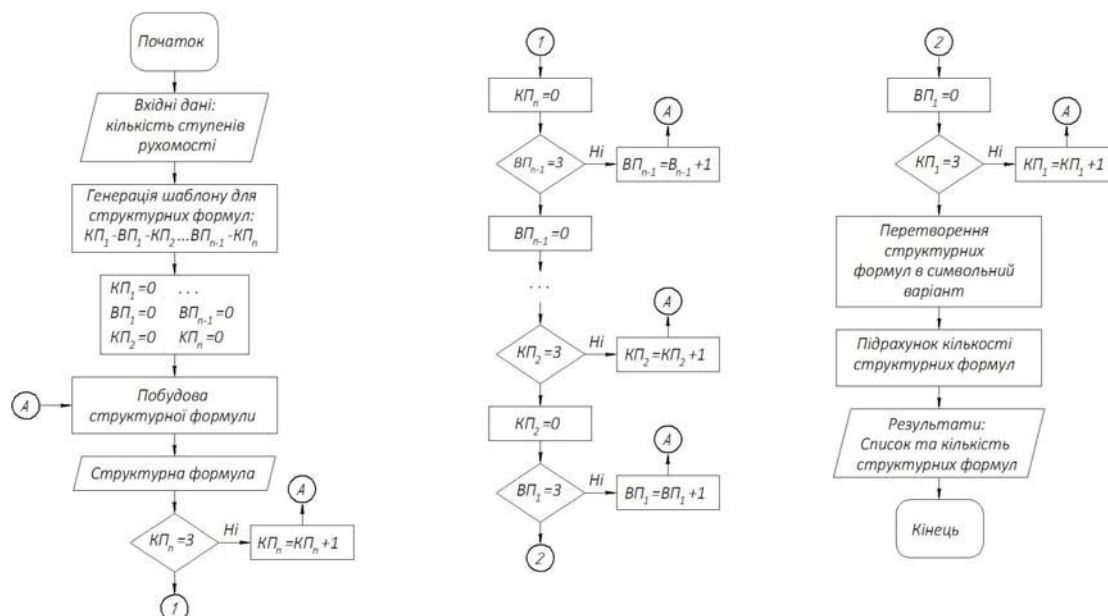 Початок
Вхідні дані:
кількість ступенів
рухомості
Генерація шаблону для
структурних формул:
КП₁ -ВП₁ -КП₂ ...ВПₙ₋₁ -КПₙ
КП₁ =0 . . .
ВП₁ =0 ВПₙ₋₁ =0
КП₂ =0 КПₙ =0
A
Побудова
структурної формули
Структурна формула
A
КПₙ =3
Ні
КПₙ =КПₙ +1
1
1
КПₙ =0
A
ВПₙ₋₁ =3
Ні
ВПₙ₋₁ =Вₙ₋₁ +1
ВПₙ₋₁ =0
. . .
A
КП₂ =3
Ні
КП₂ =КП₂ +1
КП₂ =0
A
ВП₁ =3
Ні
ВП₁ =ВП₁ +1
2
2
ВП₁ =0
A
КП₁ =3
Ні
КП₁ =КП₁ +1
Перетворення
структурних
формул в символьний
варіант
Підрахунок кількості
структурних формул
Результати:
Список та кількість
структурних формул
Кінець